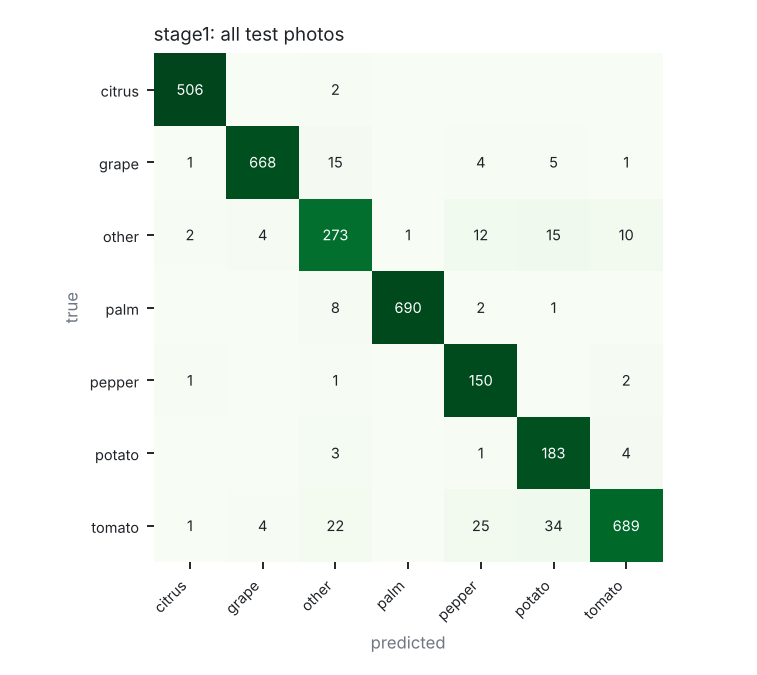 stage1: all test photos
citrus 506 2
grape 1 668 15 4 5 1
other 2 4 273 1 12 15 10
palm 8 690 2 1
pepper 1 1 150 2
potato 3 1 183 4
tomato 1 4 22 25 34 689
true
citrus grape other palm pepper potato tomato
predicted